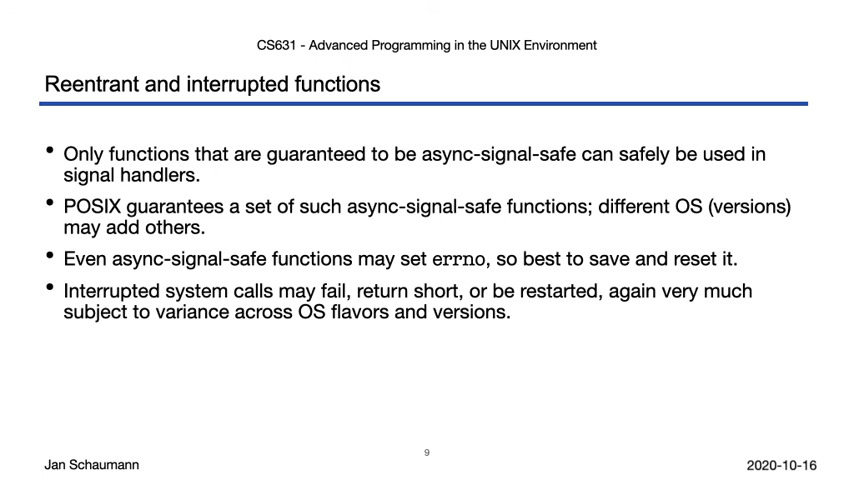 CS631 - Advanced Programming in the UNIX Environment
Reentrant and interrupted functions
• Only functions that are guaranteed to be async-signal-safe can safely be used in
signal handlers.
• POSIX guarantees a set of such async-signal-safe functions; different OS (versions)
may add others.
• Even async-signal-safe functions may set errno, so best to save and reset it.
• Interrupted system calls may fail, return short, or be restarted, again very much
subject to variance across OS flavors and versions.
9
Jan Schaumann
2020-10-16